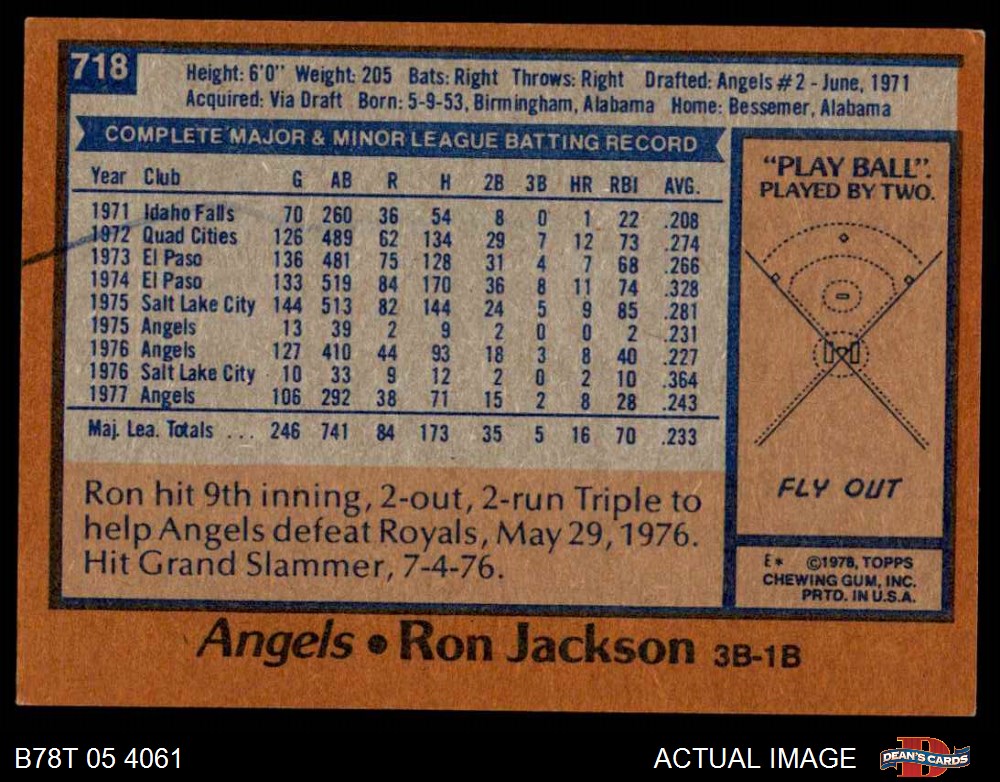 718
Height: 6'0" Weight: 205 Bats: Right Throws: Right Drafted: Angels #2 - June, 1971
Acquired: Via Draft Born: 5-9-53, Birmingham, Alabama Home: Bessemer, Alabama
COMPLETE MAJOR & MINOR LEAGUE BATTING RECORD
Year Club G AB R H 2B 3B HR RBI AVG.
1971 Idaho Falls 70 260 36 54 8 0 1 22 .208
1972 Quad Cities 126 489 62 134 29 7 12 73 .274
1973 El Paso 136 481 75 128 31 4 7 68 .266
1974 El Paso 133 519 84 170 36 8 11 74 .328
1975 Salt Lake City 144 513 82 144 24 5 9 85 .281
1975 Angels 13 39 2 9 2 0 0 2 .231
1976 Angels 127 410 44 93 18 3 8 40 .227
1976 Salt Lake City 10 33 9 12 2 0 2 10 .364
1977 Angels 106 292 38 71 15 2 8 28 .243
Maj. Lea. Totals ... 246 741 84 173 35 5 16 70 .233
Ron hit 9th inning, 2-out, 2-run Triple to
help Angels defeat Royals, May 29, 1976.
Hit Grand Slammer, 7-4-76.
"PLAY BALL".
PLAYED BY TWO.
FLY OUT
E* ©1978, TOPPS
CHEWING GUM, INC.
PRTD. IN U.S.A.
Angels • Ron Jackson 3B-1B
B78T 05 4061
ACTUAL IMAGE
DEAN'S CARDS